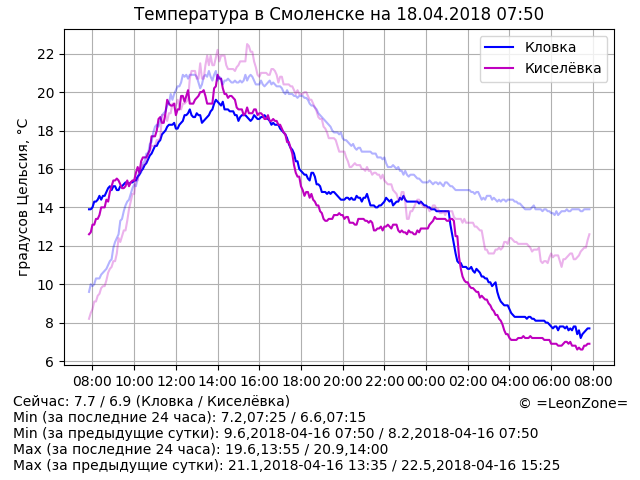 Температура в Смоленске на 18.04.2018 07:50
Кловка
Киселёвка
градусов Цельсия, °C
22
20
18
16
14
12
10
8
6
08:00 10:00 12:00 14:00 16:00 18:00 20:00 22:00 00:00 02:00 04:00 06:00 08:00
Сейчас: 7.7 / 6.9 (Кловка / Киселёвка)
© =LeonZone=
Min (за последние 24 часа): 7.2,07:25 / 6.6,07:15
Min (за предыдущие сутки): 9.6,2018-04-16 07:50 / 8.2,2018-04-16 07:50
Max (за последние 24 часа): 19.6,13:55 / 20.9,14:00
Max (за предыдущие сутки): 21.1,2018-04-16 13:35 / 22.5,2018-04-16 15:25